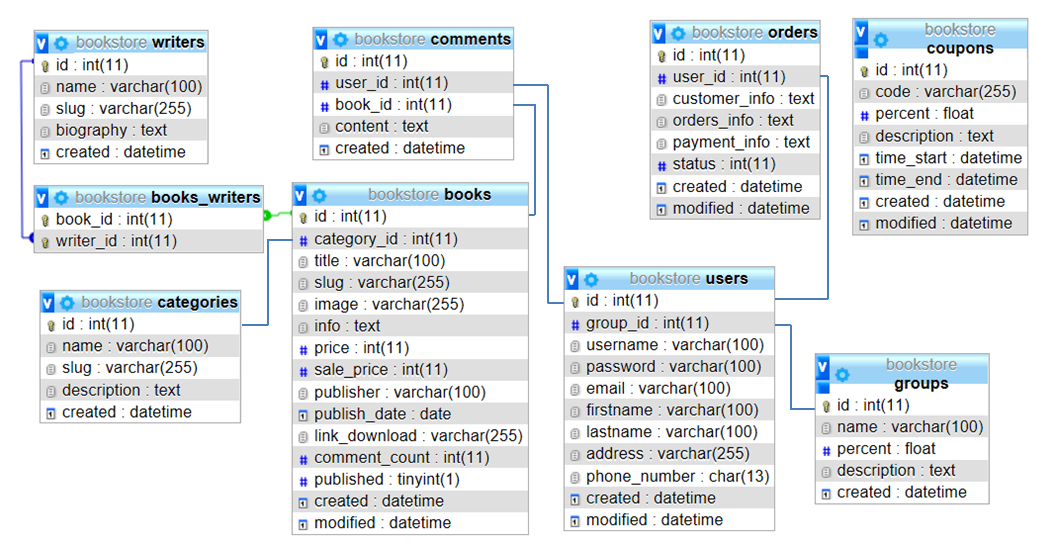 bookstore writers
id : int(11)
name : varchar(100)
slug : varchar(255)
biography : text
created : datetime
bookstore comments
id : int(11)
user_id : int(11)
book_id : int(11)
content : text
created : datetime
bookstore orders
id : int(11)
user_id : int(11)
customer_info : text
orders_info : text
payment_info : text
status : int(11)
created : datetime
modified : datetime
bookstore
coupons
id : int(11)
code : varchar(255)
percent : float
description : text
time_start : datetime
time_end : datetime
created : datetime
modified : datetime
bookstore books_writers
book_id : int(11)
writer_id : int(11)
bookstore books
id : int(11)
category_id : int(11)
title : varchar(100)
slug : varchar(255)
image : varchar(255)
info : text
price : int(11)
sale_price : int(11)
publisher : varchar(100)
publish_date : date
link_download : varchar(255)
comment_count : int(11)
published : tinyint(1)
created : datetime
modified : datetime
bookstore categories
id : int(11)
name : varchar(100)
slug : varchar(255)
description : text
created : datetime
bookstore users
id : int(11)
group_id : int(11)
username : varchar(100)
password : varchar(100)
email : varchar(100)
firstname : varchar(100)
lastname : varchar(100)
address : varchar(255)
phone_number : char(13)
created : datetime
modified : datetime
bookstore
groups
id : int(11)
name : varchar(100)
percent : float
description : text
created : datetime